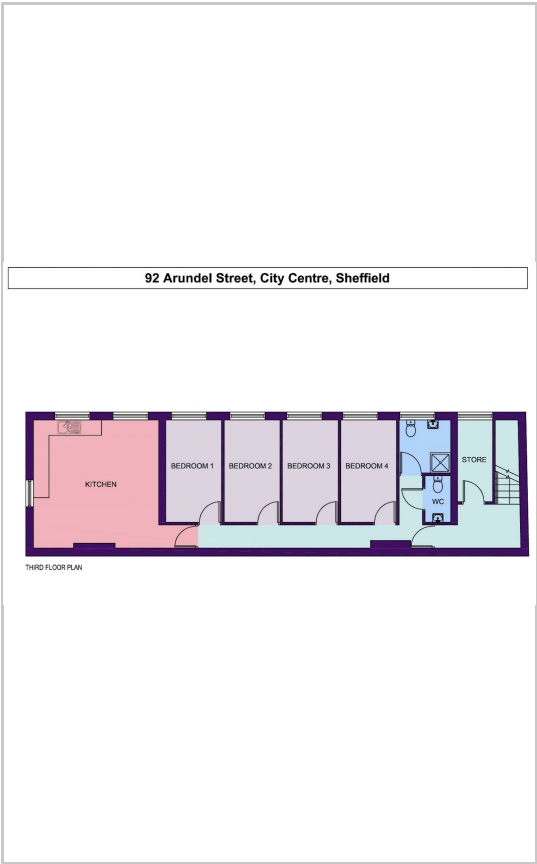 92 Arundel Street, City Centre, Sheffield
KITCHEN
BEDROOM 1
BEDROOM 2
BEDROOM 3
BEDROOM 4
STORE
WC
THIRD FLOOR PLAN